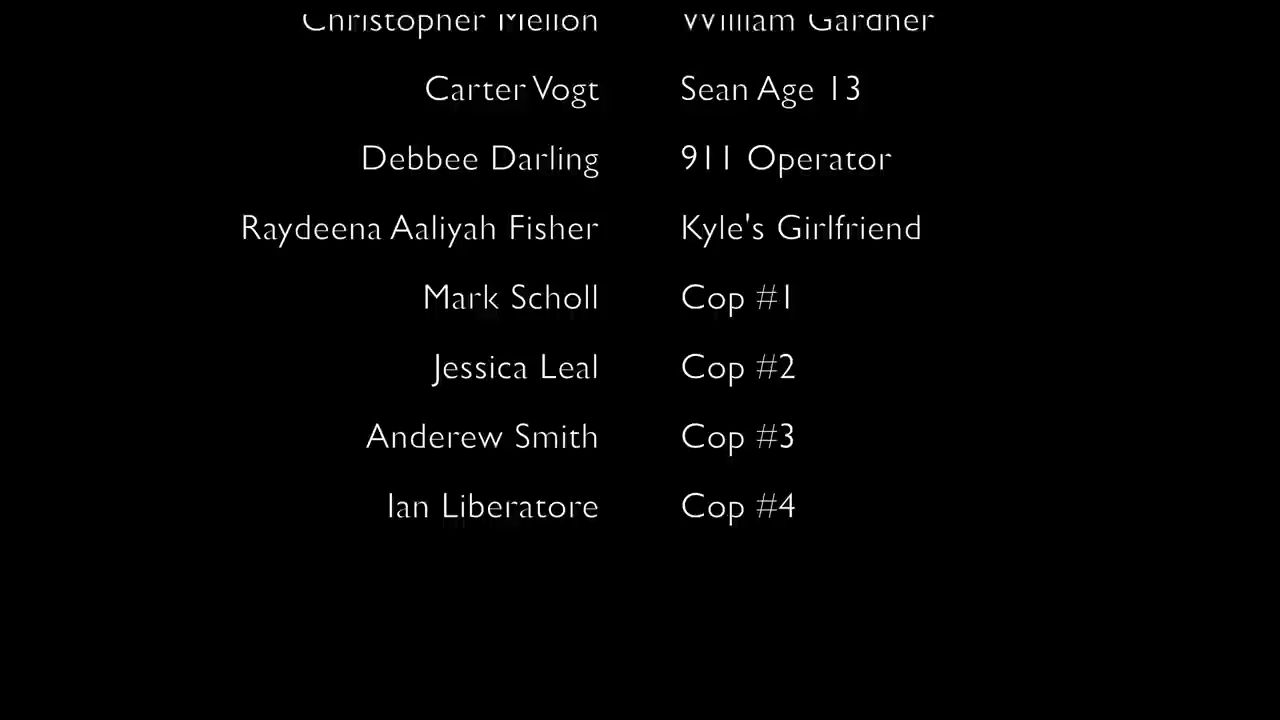 Christopher Mellon William Gardner
Carter Vogt Sean Age 13
Debbee Darling 911 Operator
Raydeena Aaliyah Fisher Kyle's Girlfriend
Mark Scholl Cop #1
Jessica Leal Cop #2
Anderew Smith Cop #3
Ian Liberatore Cop #4